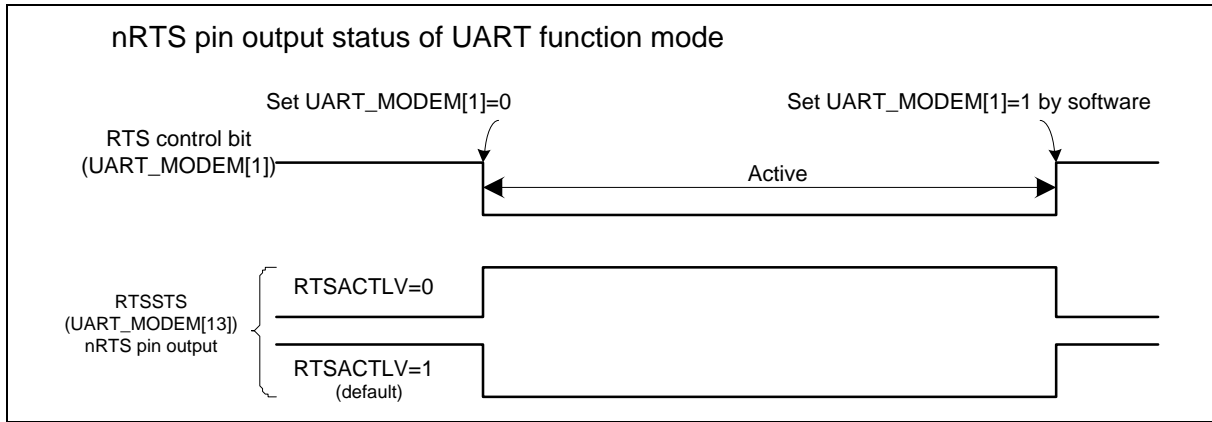 nRTS pin output status of UART function mode
Set UART_MODEM[1]=0
Set UART_MODEM[1]=1 by software
RTS control bit
(UART_MODEM[1])
Active
RTSACTLV=0
RTSSTS
(UART_MODEM[13])
nRTS pin output
RTSACTLV=1
(default)